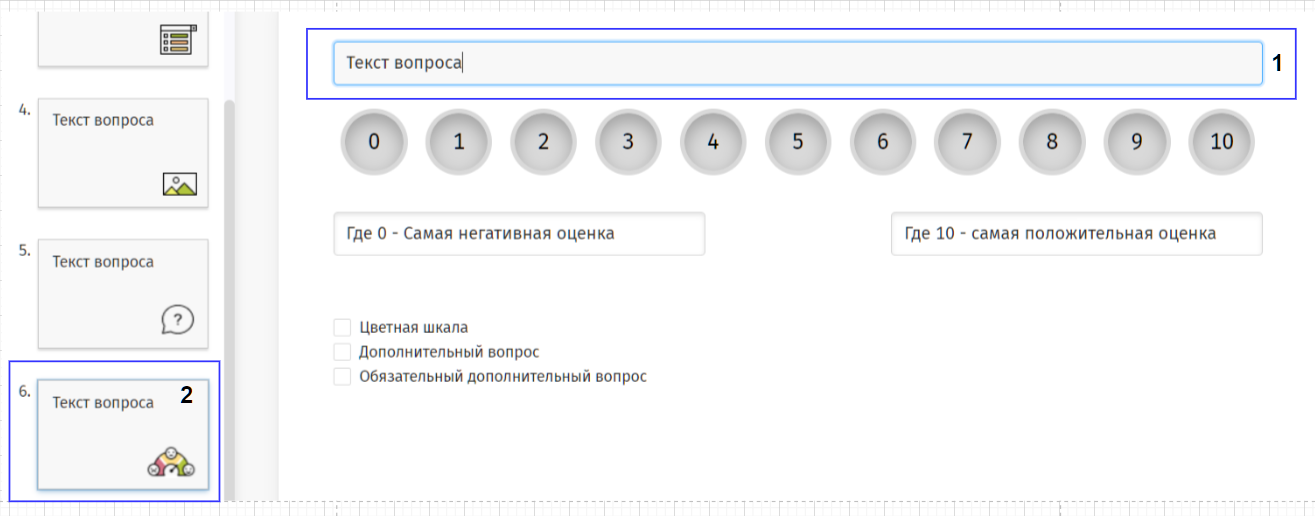 4.
Текст вопроса
5.
Текст вопроса
?
6.
Текст вопроса
2
Текст вопроса
1
0 1 2 3 4 5 6 7 8 9 10
Где 0 - Самая негативная оценка
Где 10 - самая положительная оценка
Цветная шкала
Дополнительный вопрос
Обязательный дополнительный вопрос